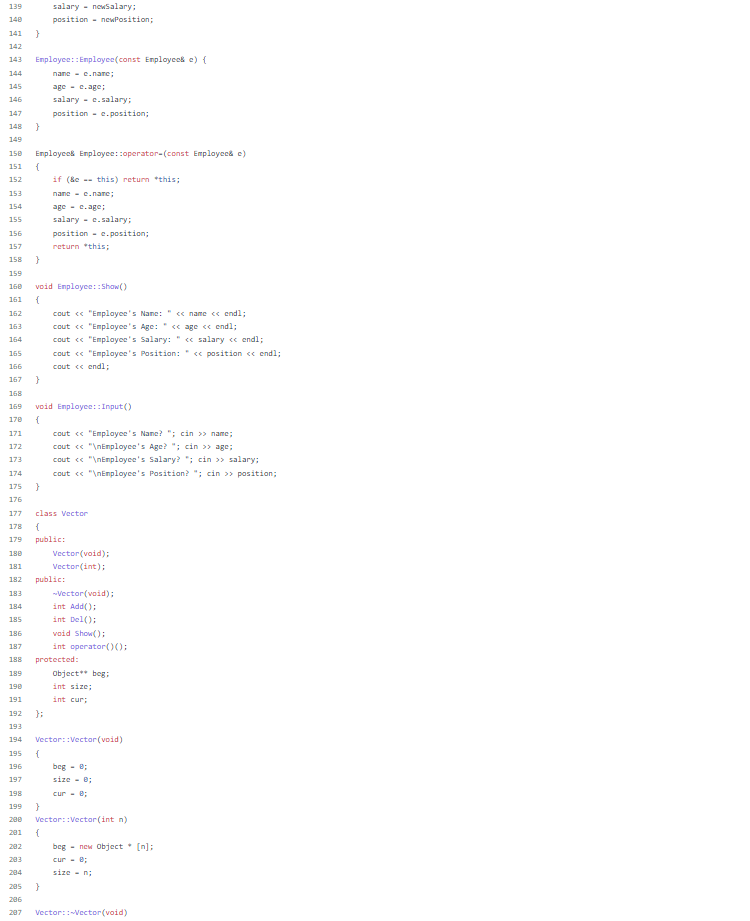 139 salary = newSalary;
140 position = newPosition;
141 }
142
143 Employee::Employee(const Employee& e) {
144 name = e.name;
145 age = e.age;
146 salary = e.salary;
147 position = e.position;
148 }
149
150 Employee& Employee::operator=(const Employee& e)
151 {
152 if (&e == this) return *this;
153 name = e.name;
154 age = e.age;
155 salary = e.salary;
156 position = e.position;
157 return *this;
158 }
159
160 void Employee::Show()
161 {
162 cout << "Employee's Name: " << name << endl;
163 cout << "Employee's Age: " << age << endl;
164 cout << "Employee's Salary: " << salary << endl;
165 cout << "Employee's Position: " << position << endl;
166 cout << endl;
167 }
168
169 void Employee::Input()
170 {
171 cout << "Employee's Name? "; cin >> name;
172 cout << "\nEmployee's Age? "; cin >> age;
173 cout << "\nEmployee's Salary? "; cin >> salary;
174 cout << "\nEmployee's Position? "; cin >> position;
175 }
176
177 class Vector
178 {
179 public:
180 Vector(void);
181 Vector(int);
182 public:
183 ~Vector(void);
184 int Add();
185 int Del();
186 void Show();
187 int operator()();
188 protected:
189 Object** beg;
190 int size;
191 int cur;
192 };
193
194 Vector::Vector(void)
195 {
196 beg = 0;
197 size = 0;
198 cur = 0;
199 }
200 Vector::Vector(int n)
201 {
202 beg = new Object * [n];
203 cur = 0;
204 size = n;
205 }
206
207 Vector::~Vector(void)